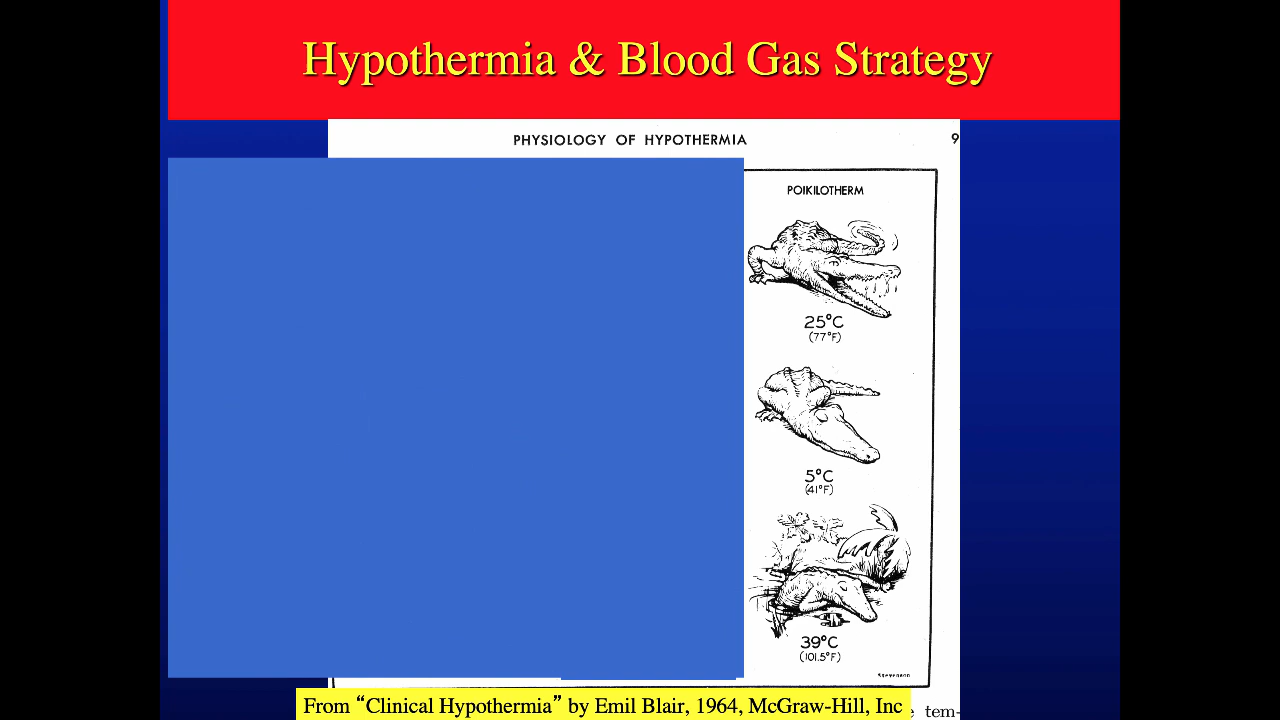 Hypothermia & Blood Gas Strategy
PHYSIOLOGY OF HYPOTHERMIA 9
POIKILOTHERM
25°C
(77°F)
5°C
(41°F)
39°C
(101.5°F)
Stevenson
From “Clinical Hypothermia” by Emil Blair, 1964, McGraw-Hill, Inc
tem-